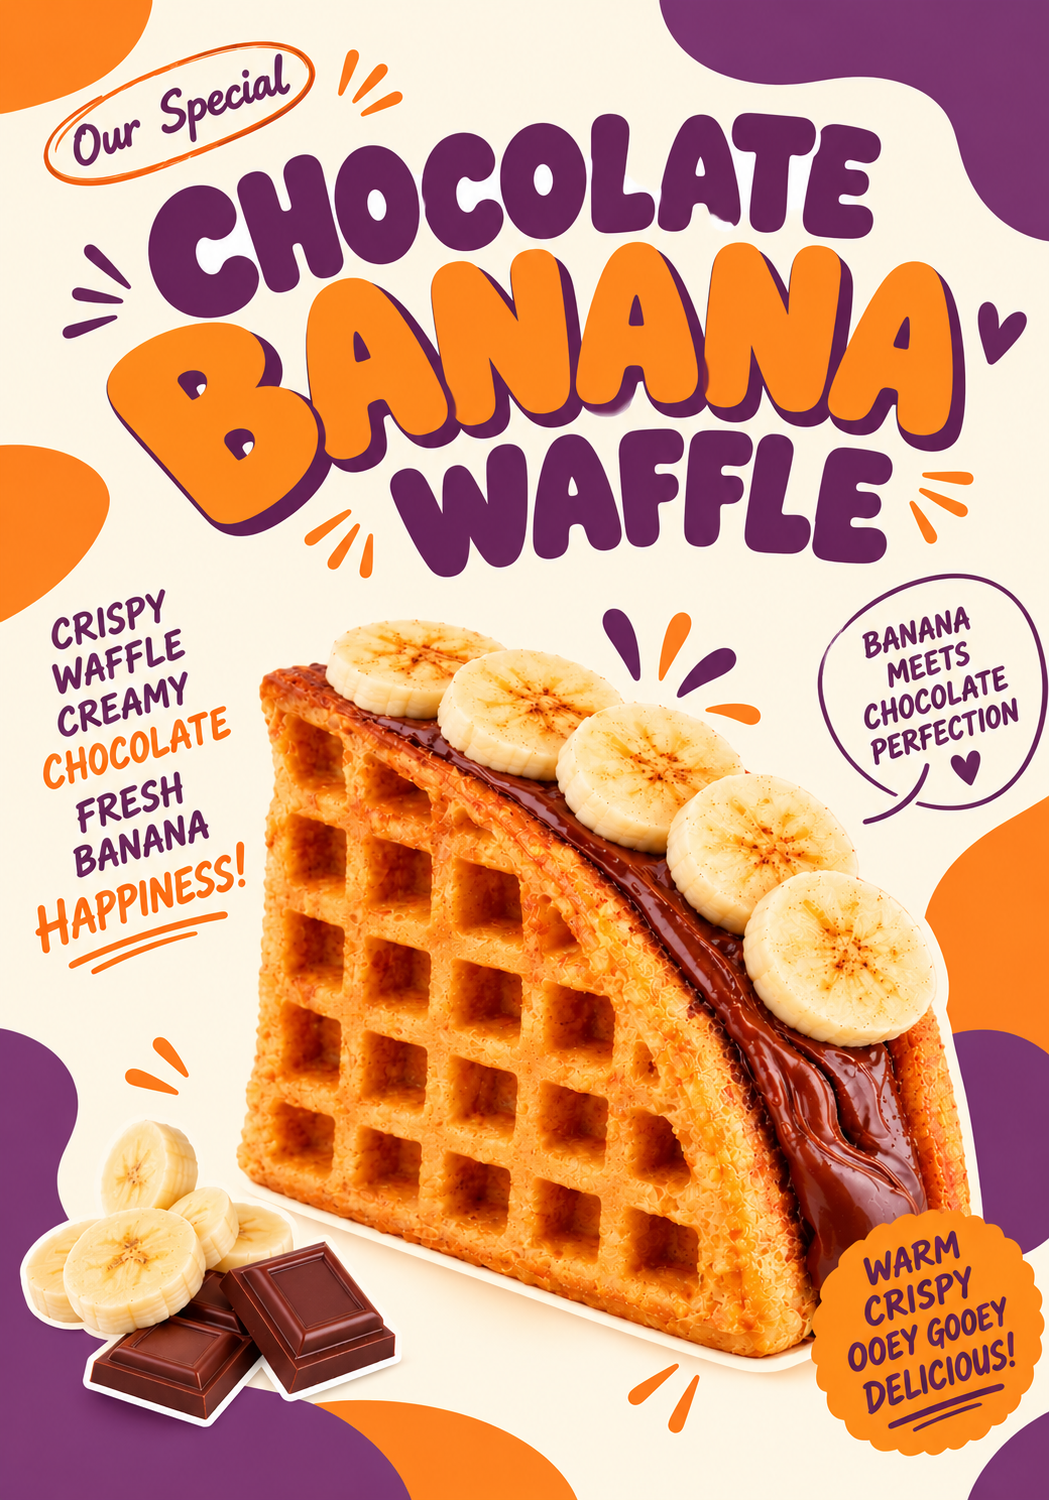 Our Special
CHOCOLATE
BANANA
WAFFLE
CRISPY
WAFFLE
CREAMY
CHOCOLATE
FRESH
BANANA
HAPPINESS!
BANANA
MEETS
CHOCOLATE
PERFECTION
WARM
CRISPY
OOEY GOOEY
DELICIOUS!